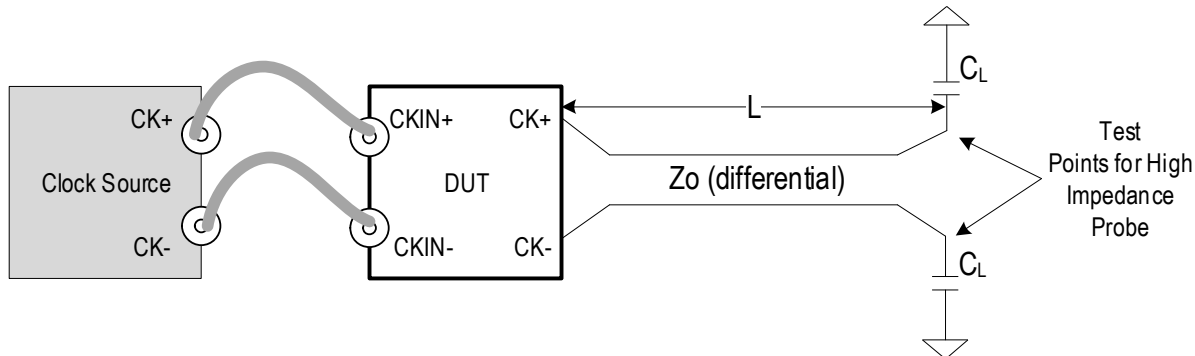 CK+
Clock Source
CK-
CKIN+
CK+
DUT
CKIN-
CK-
L
Zo (differential)
CL
CL
Test
Points for High
Impedance
Probe